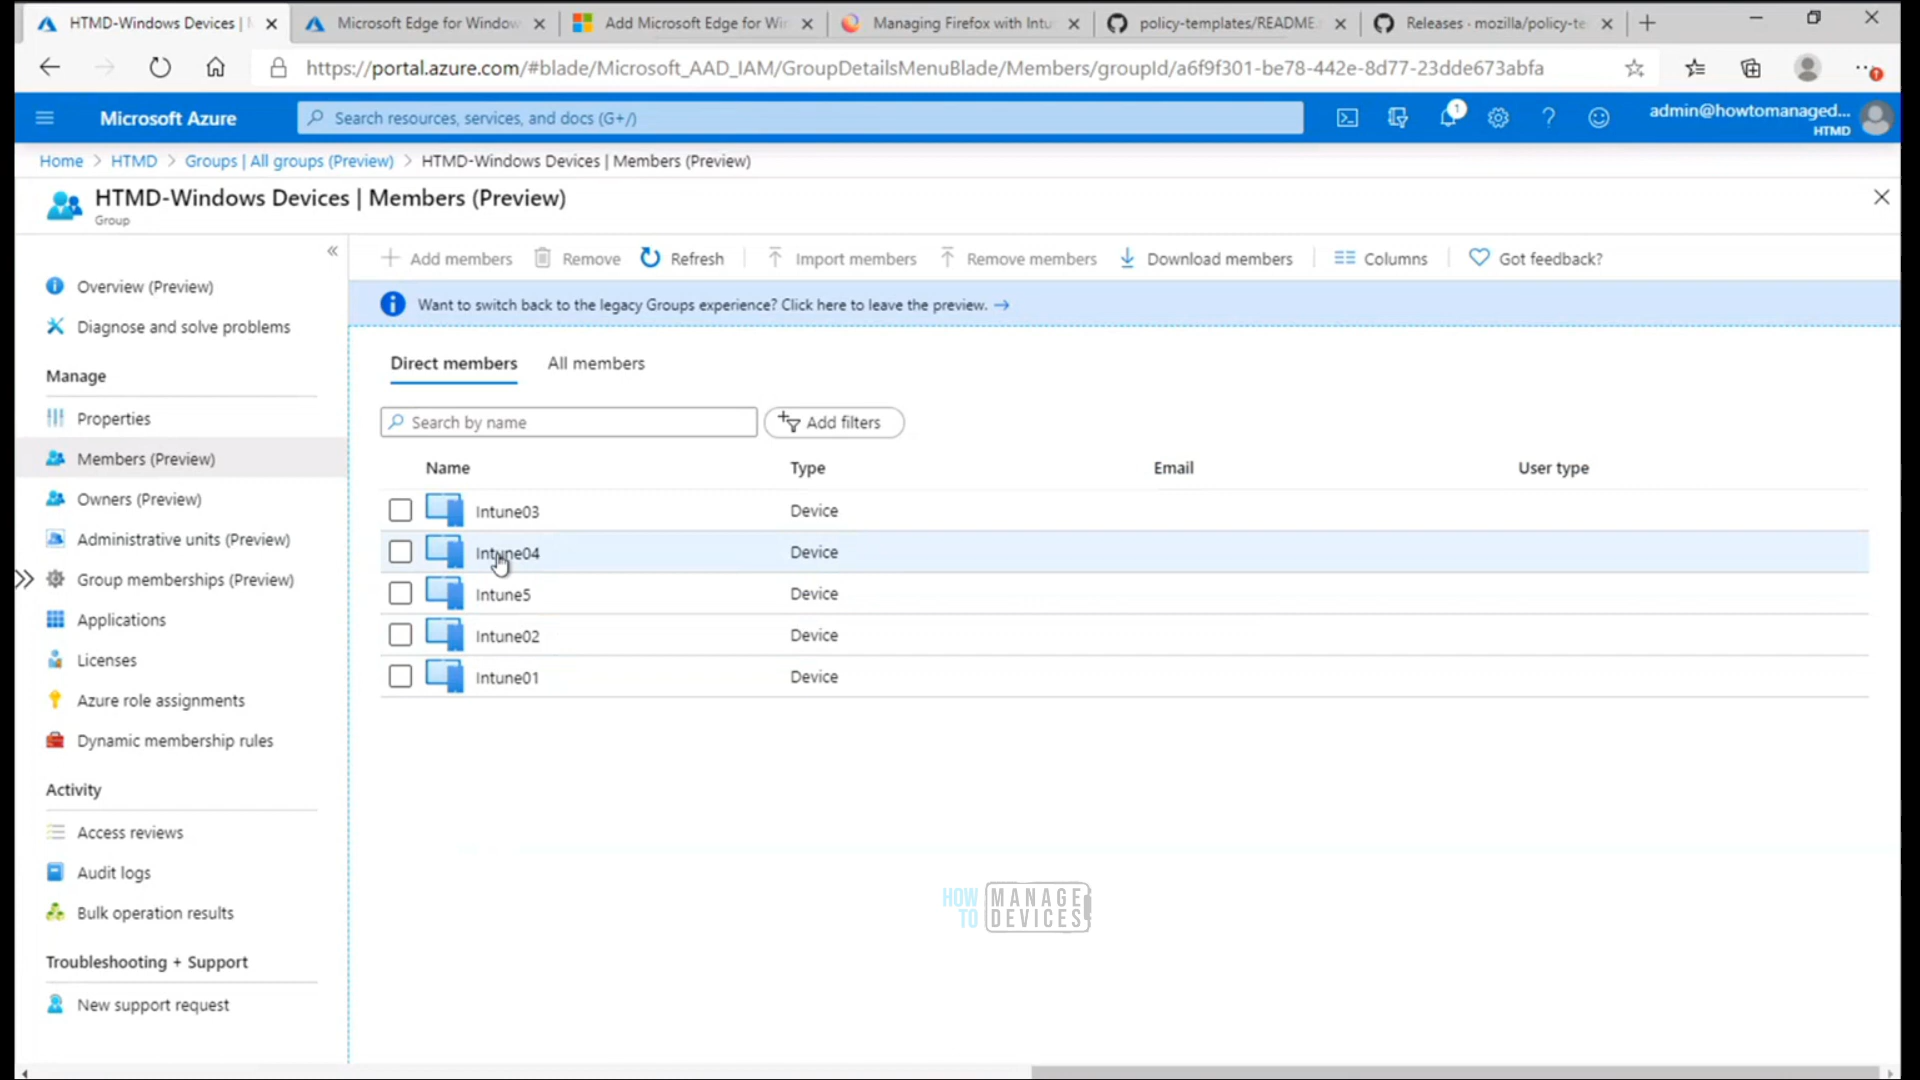 HTMD-Windows Devices |
Microsoft Edge for Window
Add Microsoft Edge for Wi
Managing Firefox with Intu
policy-templates/README.
Releases · mozilla/policy-te
https://portal.azure.com/#blade/Microsoft_AAD_IAM/GroupDetailsMenuBlade/Members/groupId/a6f9f301-be78-442e-8d77-23dde673abfa
Microsoft Azure
Search resources, services, and docs (G+/)
1
admin@howtomanaged...
HTMD
Home > HTMD > Groups | All groups (Preview) > HTMD-Windows Devices | Members (Preview)
HTMD-Windows Devices | Members (Preview)
Group
Add members
Remove
Refresh
Import members
Remove members
Download members
Columns
Got feedback?
Want to switch back to the legacy Groups experience? Click here to leave the preview. →
Overview (Preview)
Diagnose and solve problems
Manage
Properties
Members (Preview)
Owners (Preview)
Administrative units (Preview)
Group memberships (Preview)
Applications
Licenses
Azure role assignments
Dynamic membership rules
Activity
Access reviews
Audit logs
Bulk operation results
Troubleshooting + Support
New support request
Direct members
All members
Search by name
Add filters
Name Type Email User type
Intune03 Device
Intune04 Device
Intune5 Device
Intune02 Device
Intune01 Device
HOW MANAGE
TO DEVICES